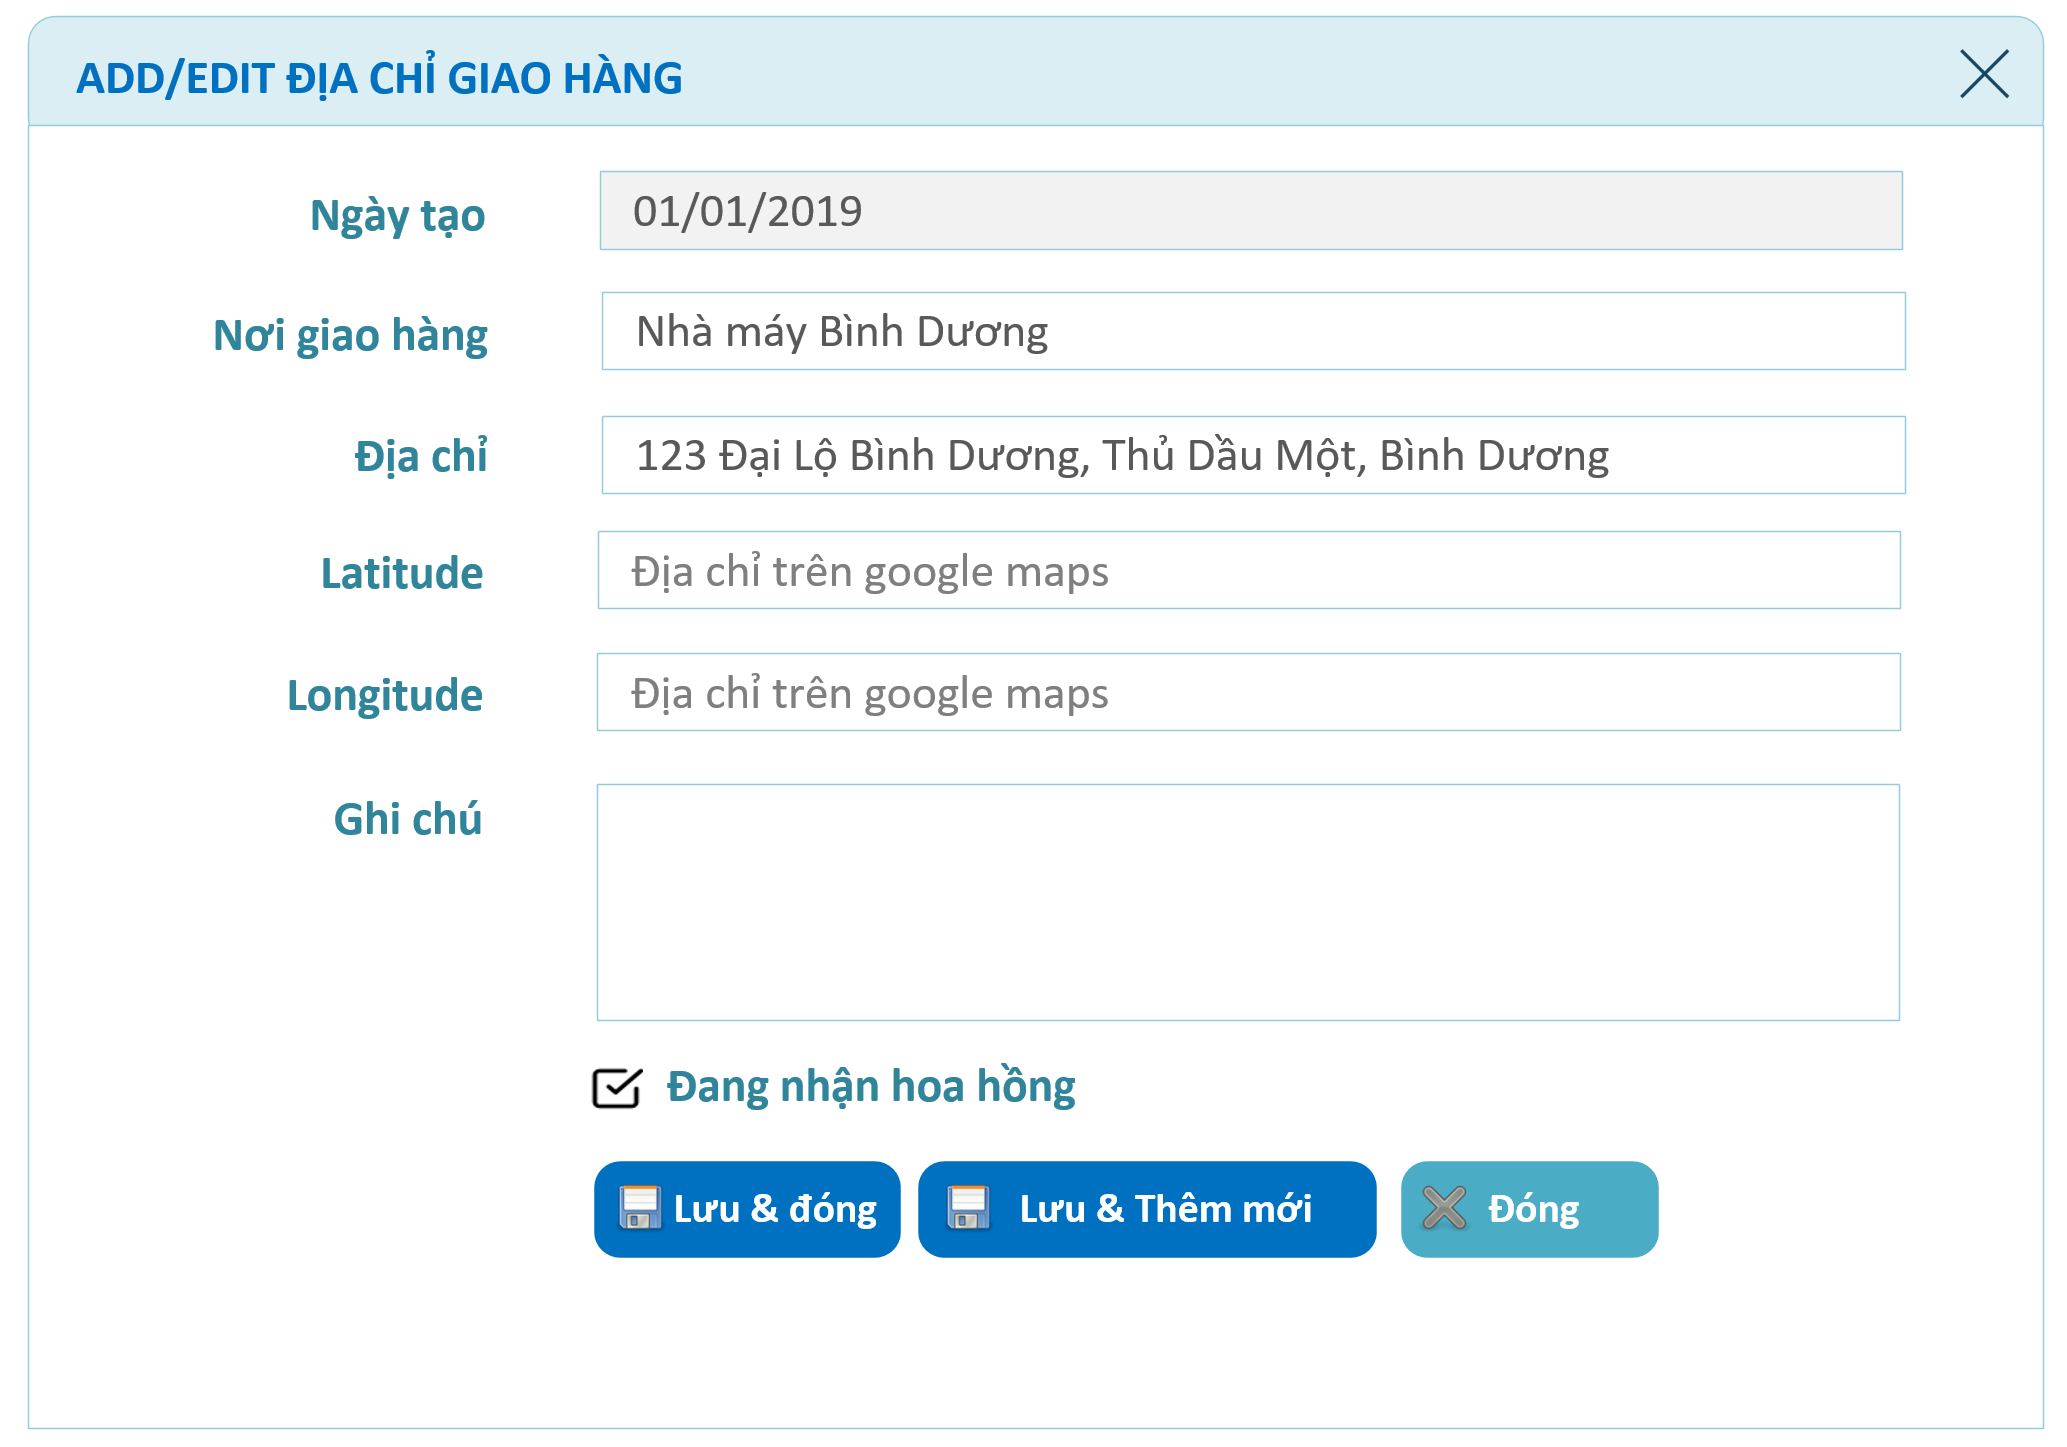 ADD/EDIT ĐỊA CHỈ GIAO HÀNG
Ngày tạo 01/01/2019
Nơi giao hàng Nhà máy Bình Dương
Địa chỉ 123 Đại Lộ Bình Dương, Thủ Dầu Một, Bình Dương
Latitude Địa chỉ trên google maps
Longitude Địa chỉ trên google maps
Ghi chú
Đang nhận hoa hồng
Lưu & đóng Lưu & Thêm mới Đóng